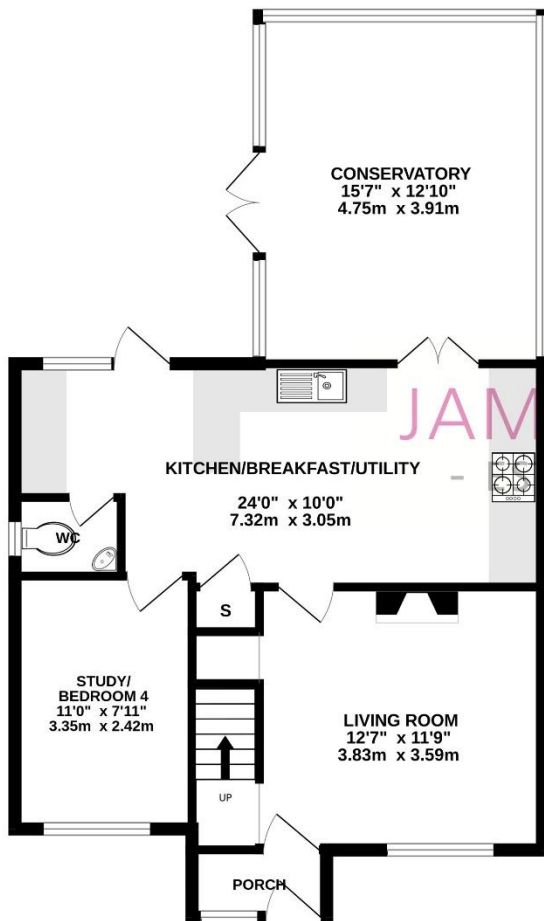 CONSERVATORY
15'7" x 12'10"
4.75m x 3.91m
JAM
KITCHEN/BREAKFAST/UTILITY
24'0" x 10'0"
7.32m x 3.05m
WC
S
STUDY/
BEDROOM 4
11'0" x 7'11"
3.35m x 2.42m
LIVING ROOM
12'7" x 11'9"
3.83m x 3.59m
UP
PORCH